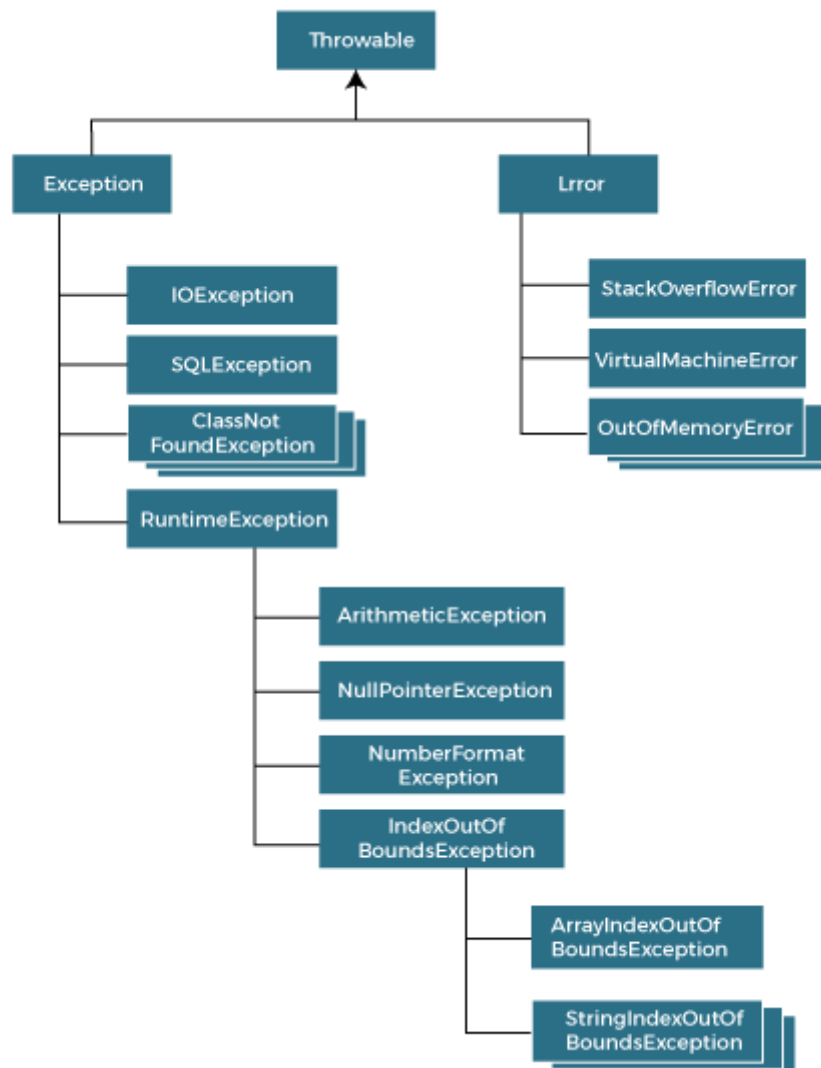 Throwable
Exception
Lrror
IOException
StackOverflowError
SQLException
VirtualMachineError
ClassNot
FoundException
OutOfMemoryError
RuntimeException
ArithmeticException
NullPointerException
NumberFormat
Exception
IndexOutOf
BoundsException
ArrayIndexOutOf
BoundsException
StringIndexOutOf
BoundsException